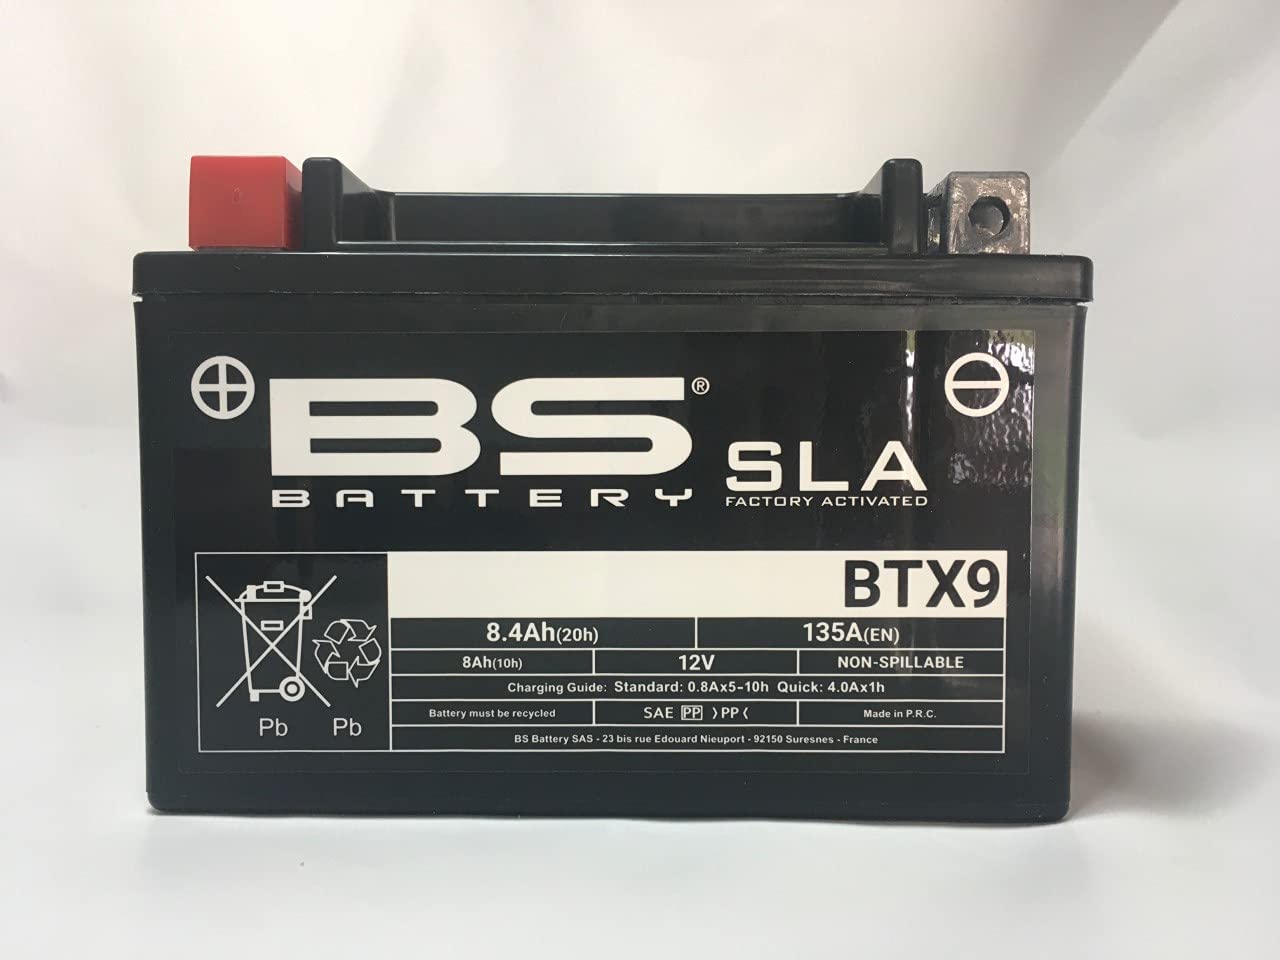 BS®
BATTERY
SLA
FACTORY ACTIVATED
BTX9
8.4Ah(20h) 135A(EN)
8Ah(10h) 12V NON-SPILLABLE
Charging Guide: Standard: 0.8Ax5-10h Quick: 4.0Ax1h
Battery must be recycled SAE PP >PP< Made in P.R.C.
BS Battery SAS - 23 bis rue Edouard Nieuport - 92150 Suresnes - France
Pb Pb